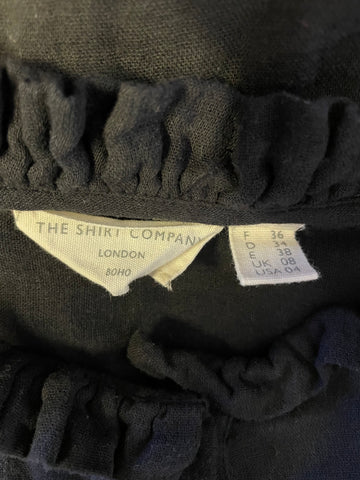 THE SHIRT COMPANY
LONDON
BOHO
F 36
D 34
E 38
UK 08
USA 04